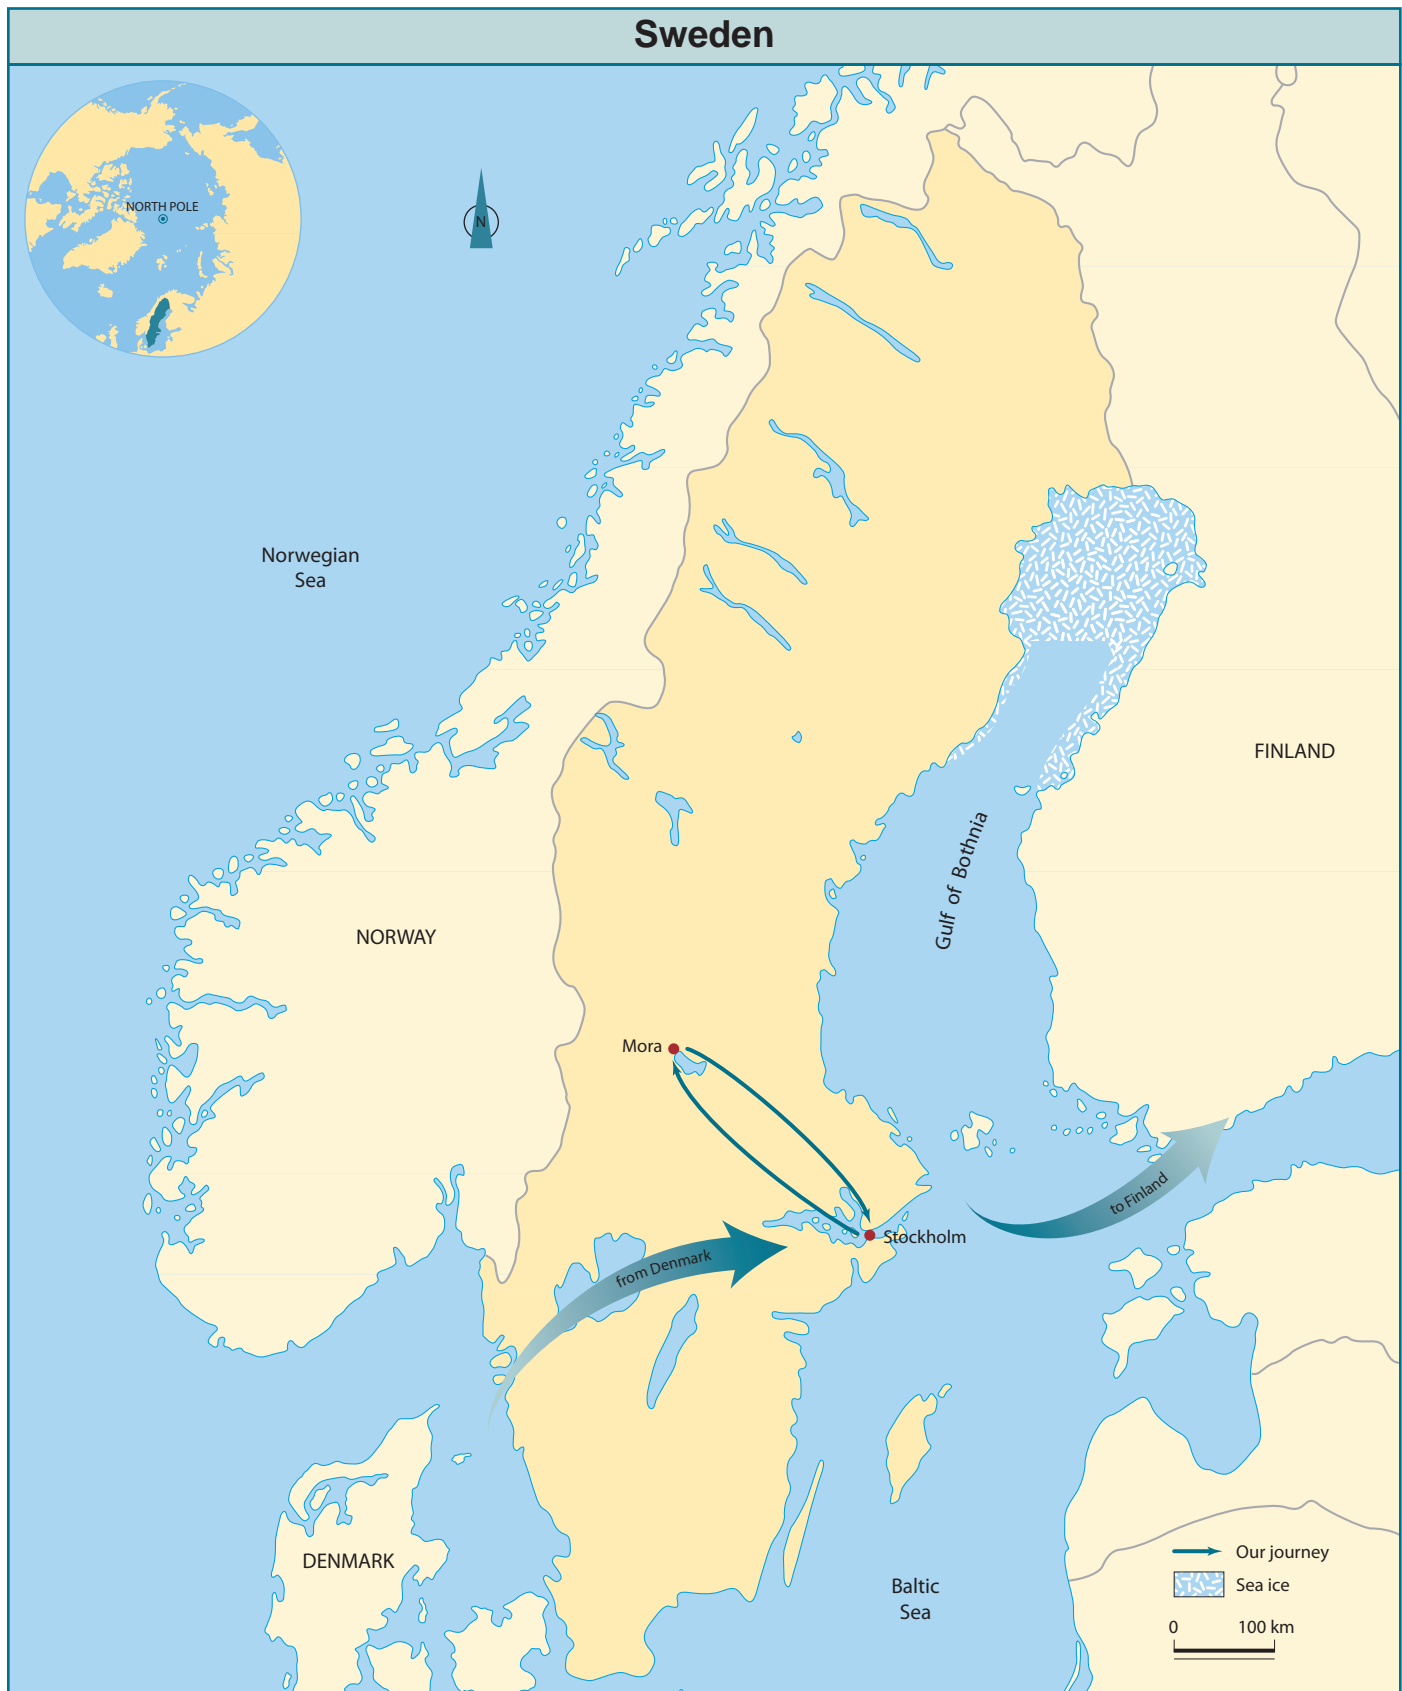 Sweden
NORTH POLE
N
Norwegian
Sea
FINLAND
Gulf of Bothnia
NORWAY
Mora
to Finland
Stockholm
from Denmark
DENMARK
Baltic
Sea
Our journey
Sea ice
0 100 km